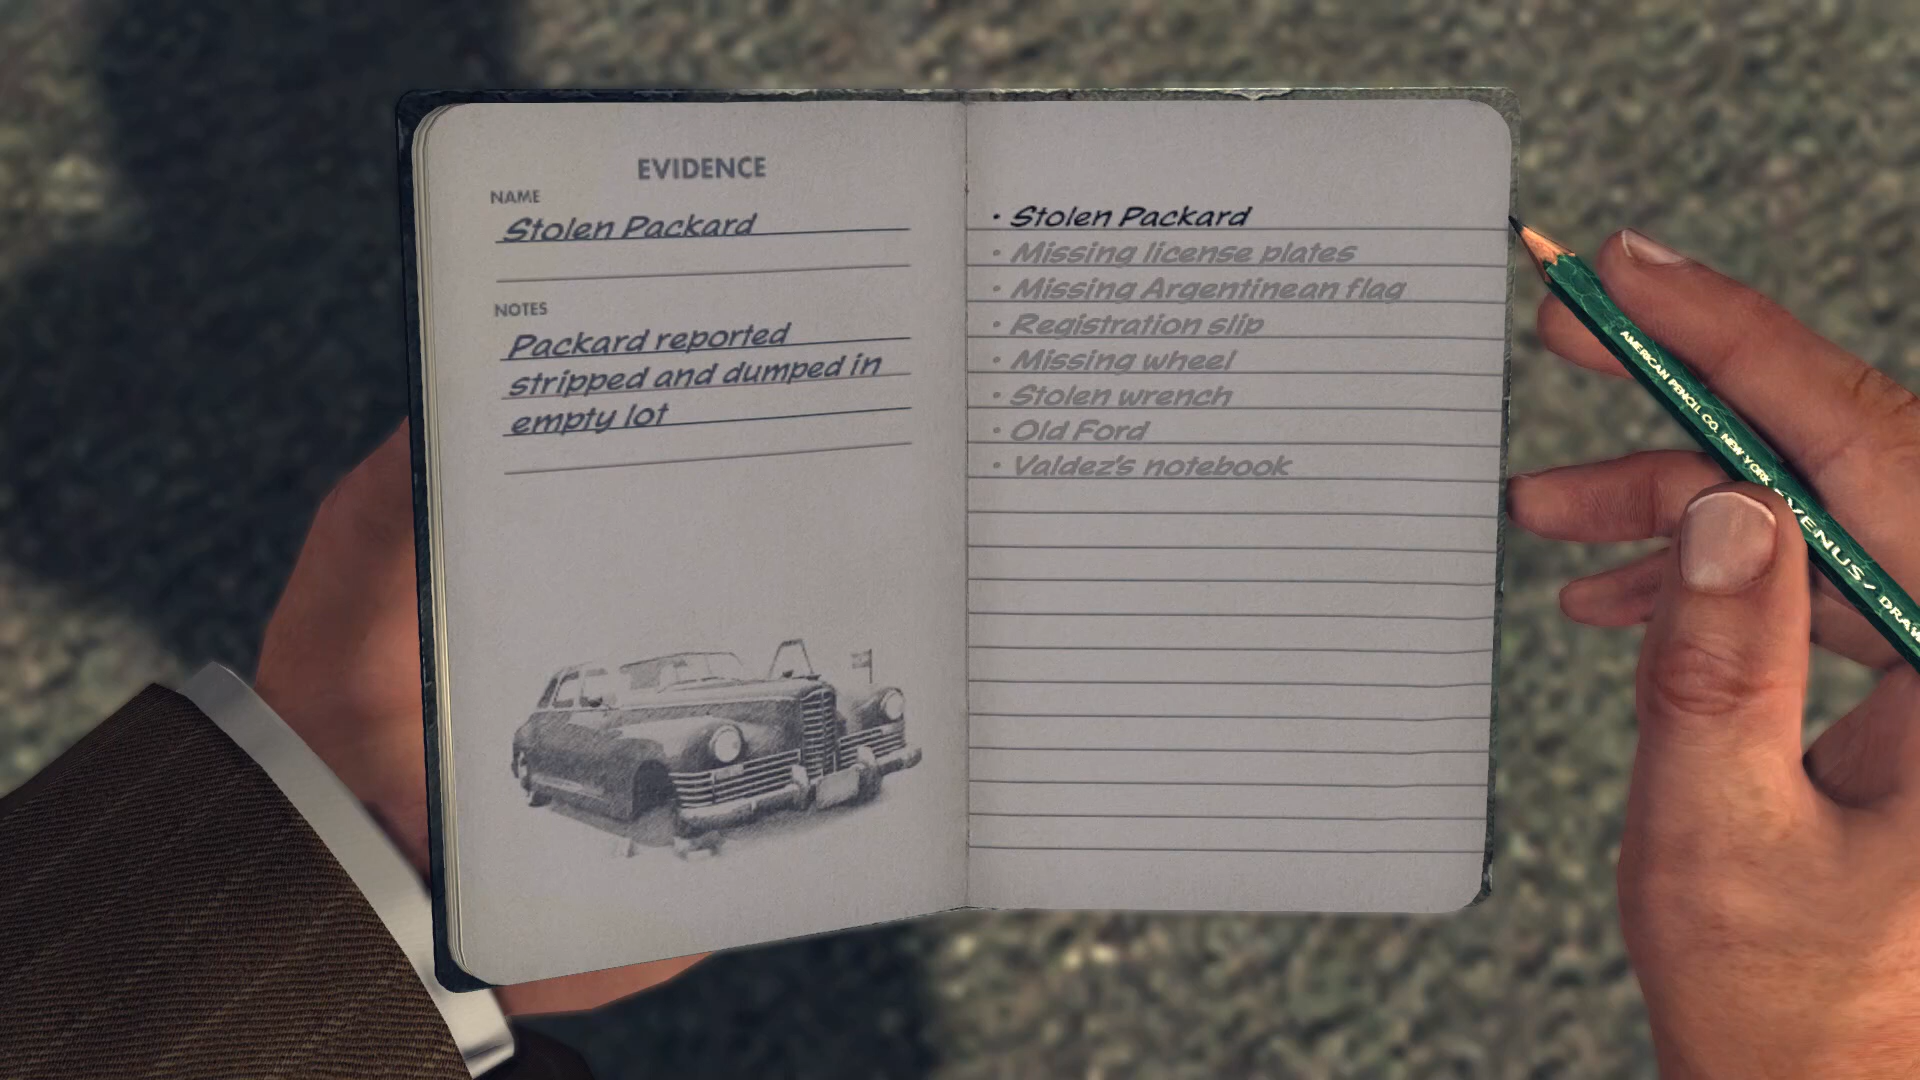 EVIDENCE
NAME
Stolen Packard
NOTES
Packard reported
stripped and dumped in
empty lot
• Stolen Packard
• Missing license plates
• Missing Argentinean flag
• Registration slip
• Missing wheel
• Stolen wrench
• Old Ford
• Valdez's notebook
AMERICAN PENCIL CO. NEW YORK VENUS DRAW